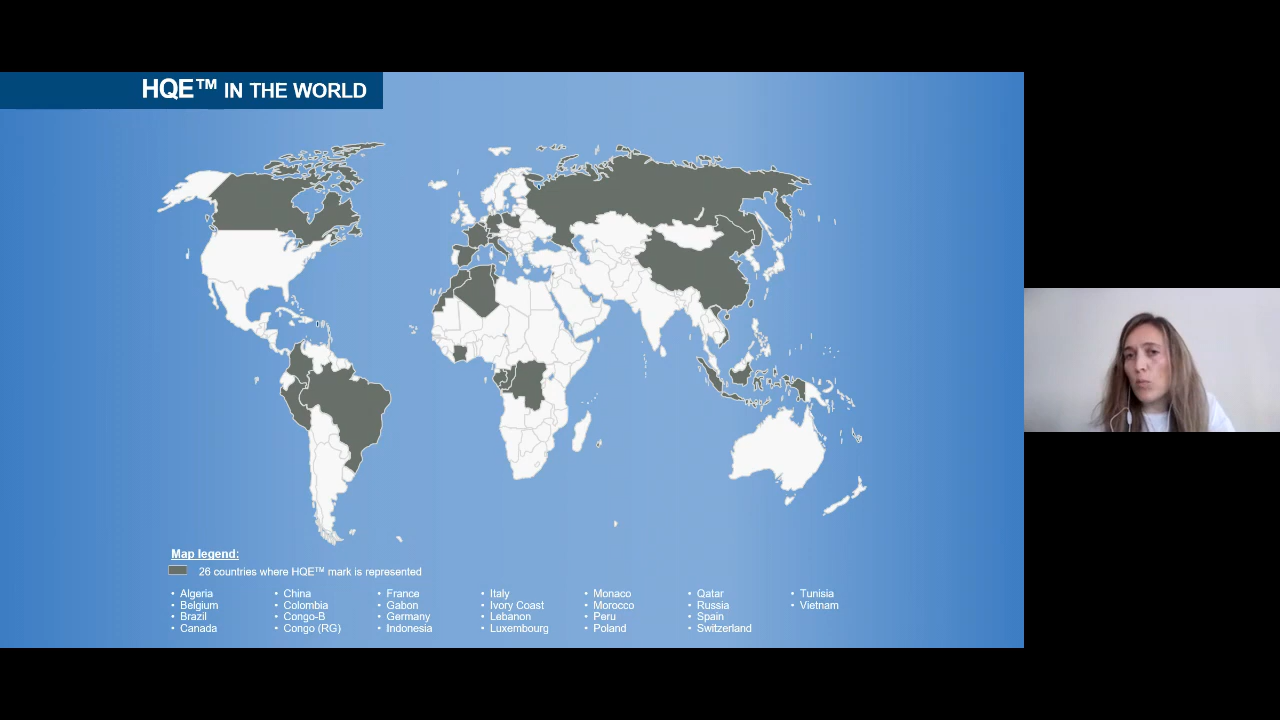 HQE™ IN THE WORLD
Map legend:
26 countries where HQE™ mark is represented
• Algeria
• Belgium
• Brazil
• Canada
• China
• Colombia
• Congo-B
• Congo (RG)
• France
• Gabon
• Germany
• Indonesia
• Italy
• Ivory Coast
• Lebanon
• Luxembourg
• Monaco
• Morocco
• Peru
• Poland
• Qatar
• Russia
• Spain
• Switzerland
• Tunisia
• Vietnam